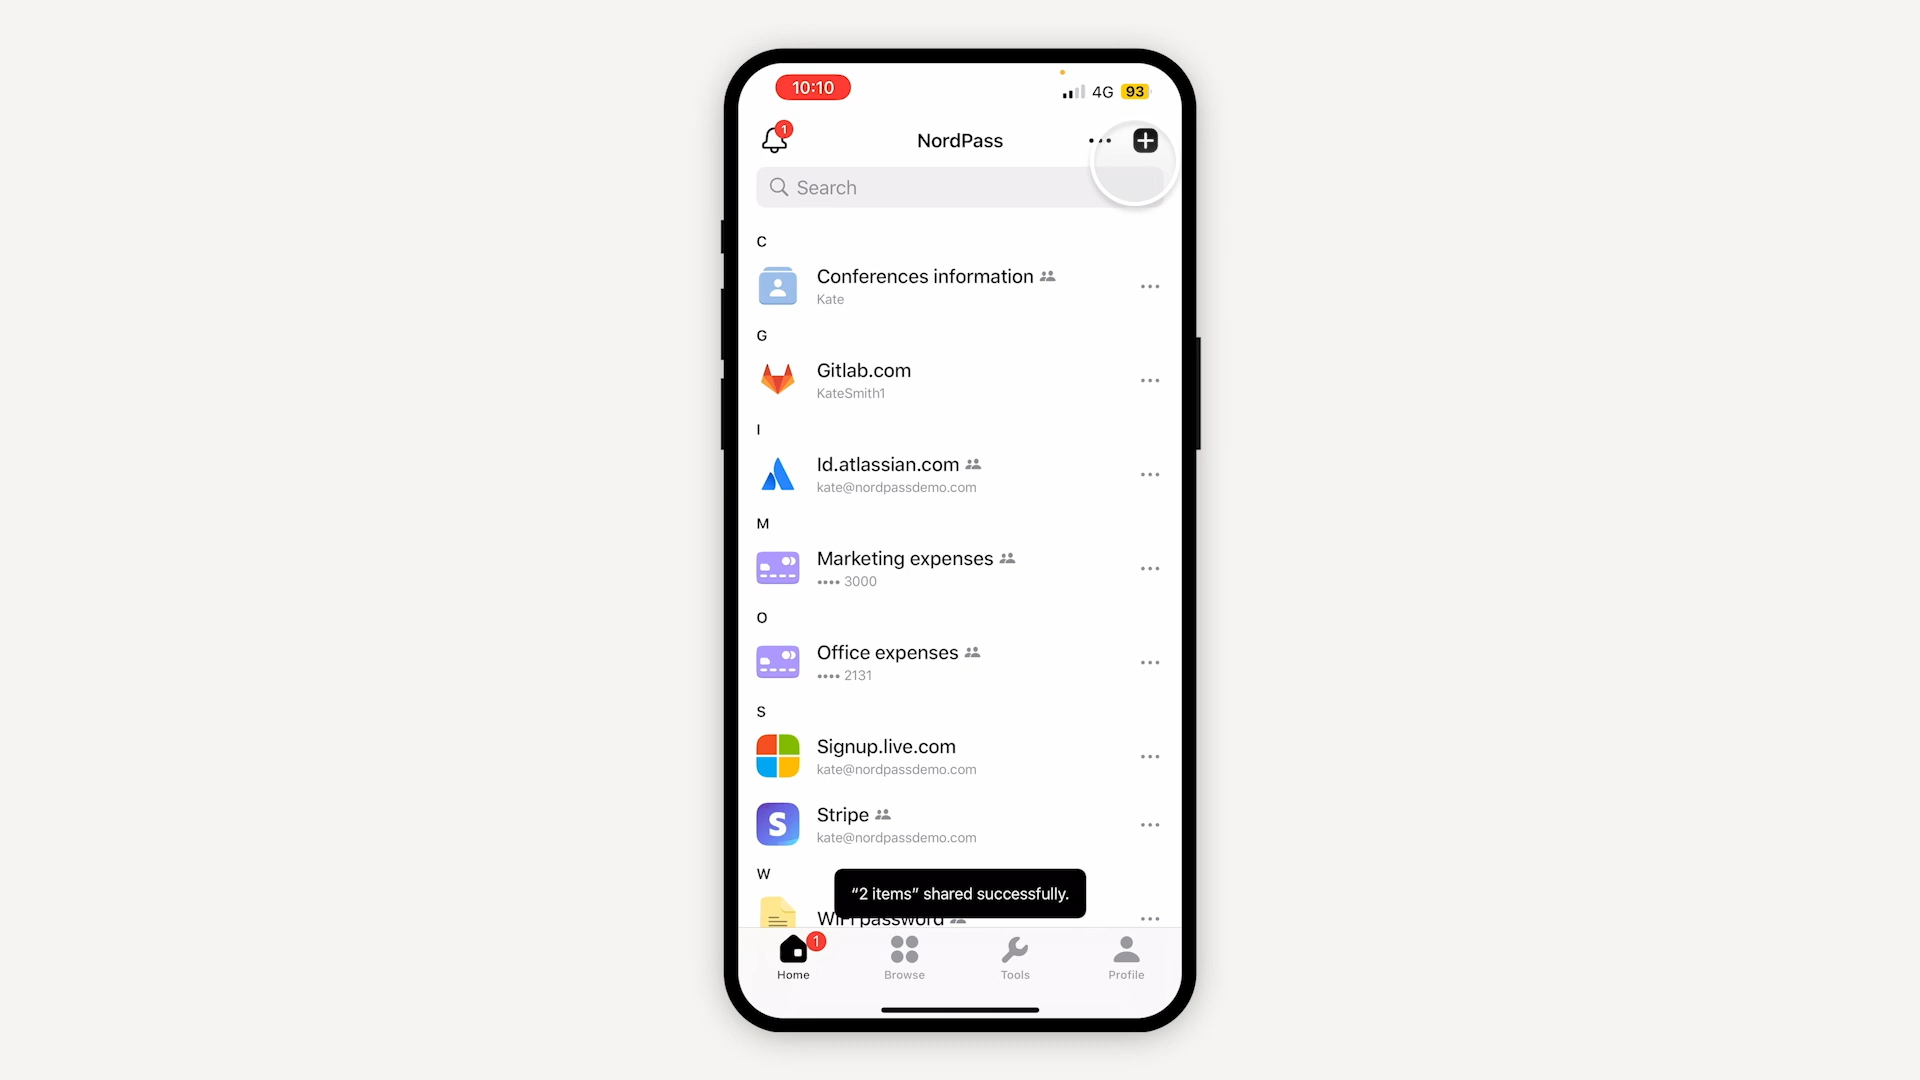 10:10
4G 93
1
NordPass
Search
C
Conferences information
Kate
G
Gitlab.com
KateSmith1
I
Id.atlassian.com
kate@nordpassdemo.com
M
Marketing expenses
•••• 3000
O
Office expenses
•••• 2131
S
Signup.live.com
kate@nordpassdemo.com
S
Stripe
kate@nordpassdemo.com
W
“2 items” shared successfully.
WiFi password
1
Home Browse Tools Profile